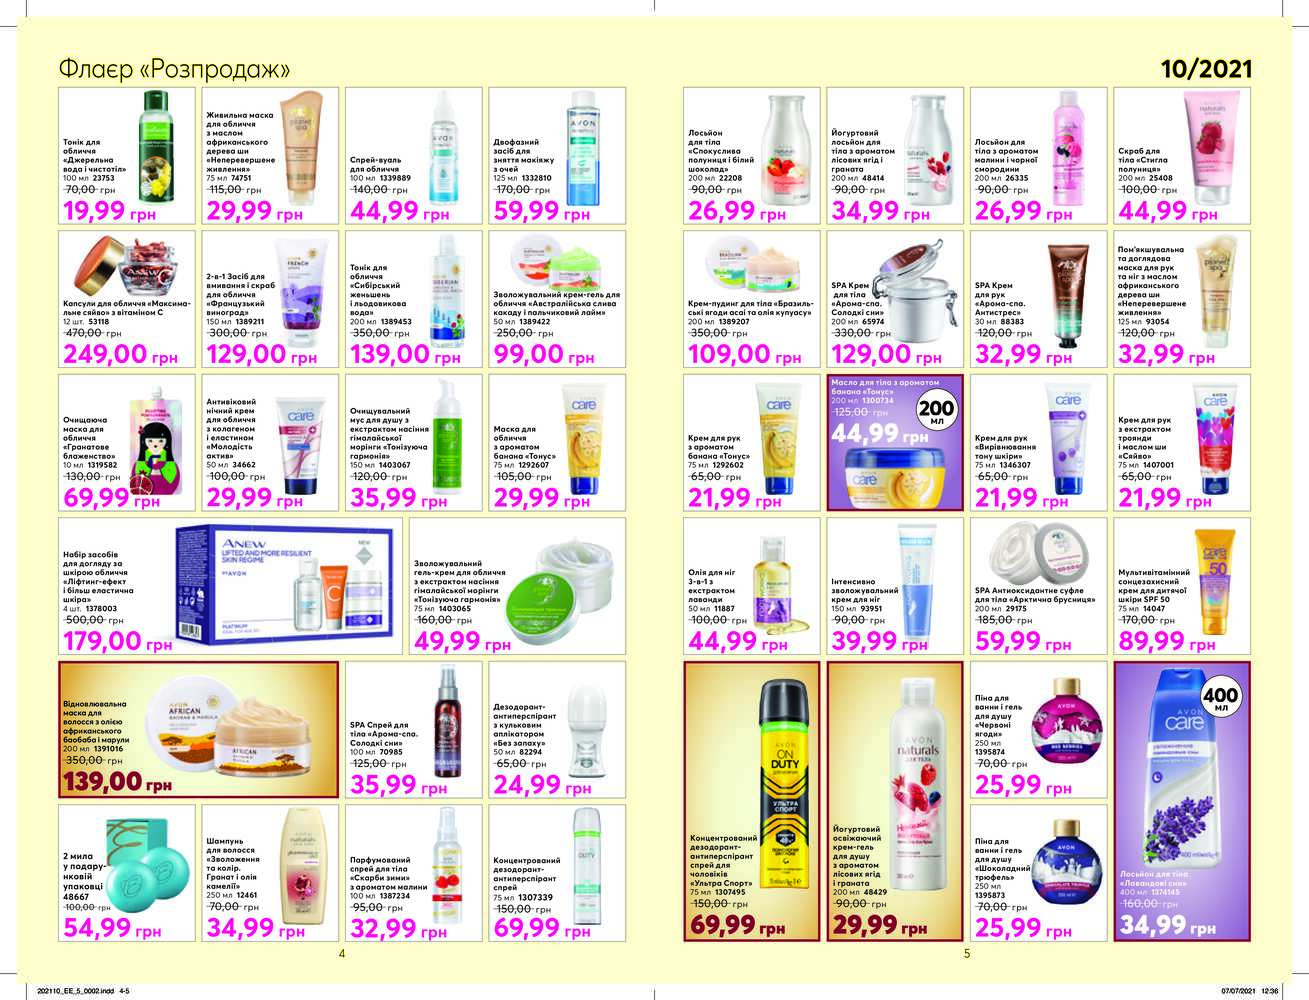 Флаєр «Розпродаж»
10/2021
Тонік для
обличчя
«Джерельна
вода і чистотіл»
100 мл 23753
70,00 грн
19,99 грн
Живильна маска
для обличчя
з маслом
африканського
дерева ши
«Неперевершене
живлення»
75 мл 74751
115,00 грн
29,99 грн
Спрей-вуаль
для обличчя
100 мл 1339889
140,00 грн
44,99 грн
Двофазний
засіб для
зняття макіяжу
з очей
125 мл 1332810
170,00 грн
59,99 грн
Капсули для обличчя «Максима-
льне сяйво» з вітаміном С
12 шт. 53118
470,00 грн
249,00 грн
2-в-1 Засіб для
вмивання і скраб
для обличчя
«Французький
виноград»
150 мл 1389211
300,00 грн
129,00 грн
Тонік для
обличчя
«Сибірський
женьшень
і льодовикова
вода»
200 мл 1389453
350,00 грн
139,00 грн
Зволожувальний крем-гель для
обличчя «Австралійська слива
какаду і пальчиковий лайм»
50 мл 1389422
250,00 грн
99,00 грн
Очищаюча
маска для
обличчя
«Гранатове
блаженство»
10 мл 1319582
130,00 грн
69,99 грн
Антивіковий
нічний крем
для обличчя
з колагеном
і еластином
«Молодість
актив»
50 мл 34662
100,00 грн
29,99 грн
Очищувальний
мус для душу з
екстрактом насіння
гімалайської
морінги «Тонізуюча
гармонія»
150 мл 1403067
120,00 грн
35,99 грн
Маска для
обличчя
з ароматом
банана «Тонус»
75 мл 1292607
105,00 грн
29,99 грн
Набір засобів
для догляду за
шкірою обличчя
«Ліфтинг-ефект
і більш еластична
шкіра»
4 шт. 1378003
500,00 грн
179,00 грн
ANEW
LIFTED AND MORE RESILIENT
SKIN REGIME
BY AVON
PLATINUM
NEW
Зволожувальний
гель-крем для обличчя
з екстрактом насіння
гімалайської морінги
«Тонізуюча гармонія»
75 мл 1403065
160,00 грн
49,99 грн
Відновлювальна
маска для
волосся з олією
африканського
баобаба і марули
200 мл 1391016
350,00 грн
139,00 грн
AVON
AFRICAN
BAOBAB & MARULA
AFRICAN
SPA Спрей для
тіла «Арома-спа.
Солодкі сни»
100 мл 70985
125,00 грн
35,99 грн
Дезодорант-
антиперспірант
з кульковим
аплікатором
«Без запаху»
50 мл 82294
65,00 грн
24,99 грн
2 мила
у подару-
нковій
упаковці
48667
100,00 грн
54,99 грн
Шампунь
для волосся
«Зволоження
та колір.
Гранат і олія
камелії»
250 мл 12461
70,00 грн
34,99 грн
Парфумований
спрей для тіла
«Скарби зими»
з ароматом малини
100 мл 1387234
95,00 грн
32,99 грн
Концентрований
дезодорант-
антиперспірант
спрей
75 мл 1307339
150,00 грн
69,99 грн
4
Лосьйон
для тіла
«Спокуслива
полуниця і білий
шоколад»
200 мл 22208
90,00 грн
26,99 грн
Йогуртовий
лосьйон для
тіла з ароматом
лісових ягід і
граната
200 мл 48414
90,00 грн
34,99 грн
Лосьйон для
тіла з ароматом
малини і чорної
смородини
200 мл 26335
90,00 грн
26,99 грн
Скраб для
тіла «Стигла
полуниця»
200 мл 25408
100,00 грн
44,99 грн
Крем-пудинг для тіла «Бразиль-
ські ягоди асаї та олія купуасу»
200 мл 1389207
350,00 грн
109,00 грн
SPA Крем
для тіла
«Арома-спа.
Солодкі сни»
200 мл 65974
330,00 грн
129,00 грн
SPA Крем
для рук
«Арома-спа.
Антистрес»
30 мл 88383
120,00 грн
32,99 грн
Пом'якшувальна
та доглядова
маска для рук
та ніг з маслом
африканського
дерева ши
«Неперевершене
живлення»
125 мл 93054
120,00 грн
32,99 грн
Крем для рук
з ароматом
банана «Тонус»
75 мл 1292602
65,00 грн
21,99 грн
Масло для тіла з ароматом
банана «Тонус»
200 мл 1300734
125,00 грн
44,99 грн
200
мл
Крем для рук
«Вирівнювання
тону шкіри»
75 мл 1346307
65,00 грн
21,99 грн
Крем для рук
з екстрактом
троянди
і маслом ши
«Сяйво»
75 мл 1407001
65,00 грн
21,99 грн
Олія для ніг
3-в-1 з
екстрактом
лаванди
50 мл 11887
100,00 грн
44,99 грн
Інтенсивно
зволожувальний
крем для ніг
150 мл 93951
90,00 грн
39,99 грн
SPA Антиоксидантне суфле
для тіла «Арктична брусниця»
200 мл 29175
185,00 грн
59,99 грн
Мультивітамінний
сонцезахисний
крем для дитячої
шкіри SPF 50
75 мл 14047
170,00 грн
89,99 грн
Концентрований
дезодорант-
антиперспірант
спрей для
чоловіків
«Ультра Спорт»
75 мл 1307495
150,00 грн
69,99 грн
AVON
ON
DUTY
УЛЬТРА
СПОРТ
Йогуртовий
освіжаючий
крем-гель
для душу
з ароматом
лісових ягід
і граната
200 мл 48429
90,00 грн
29,99 грн
AVON
naturals
Піна для
ванни і гель
для душу
«Червоні
ягоди»
250 мл
1395874
70,00 грн
25,99 грн
AVON
RED BERRIES
Піна для
ванни і гель
для душу
«Шоколадний
трюфель»
250 мл
1395873
70,00 грн
25,99 грн
AVON
CHOCOLATE TRUFFLE
400
мл
AVON
care
400 мл
Лосьйон для тіла
«Лавандові сни»
400 мл 1374165
160,00 грн
34,99 грн
5
202110_EE_5_0002.indd 4-5
07/07/2021 12:36